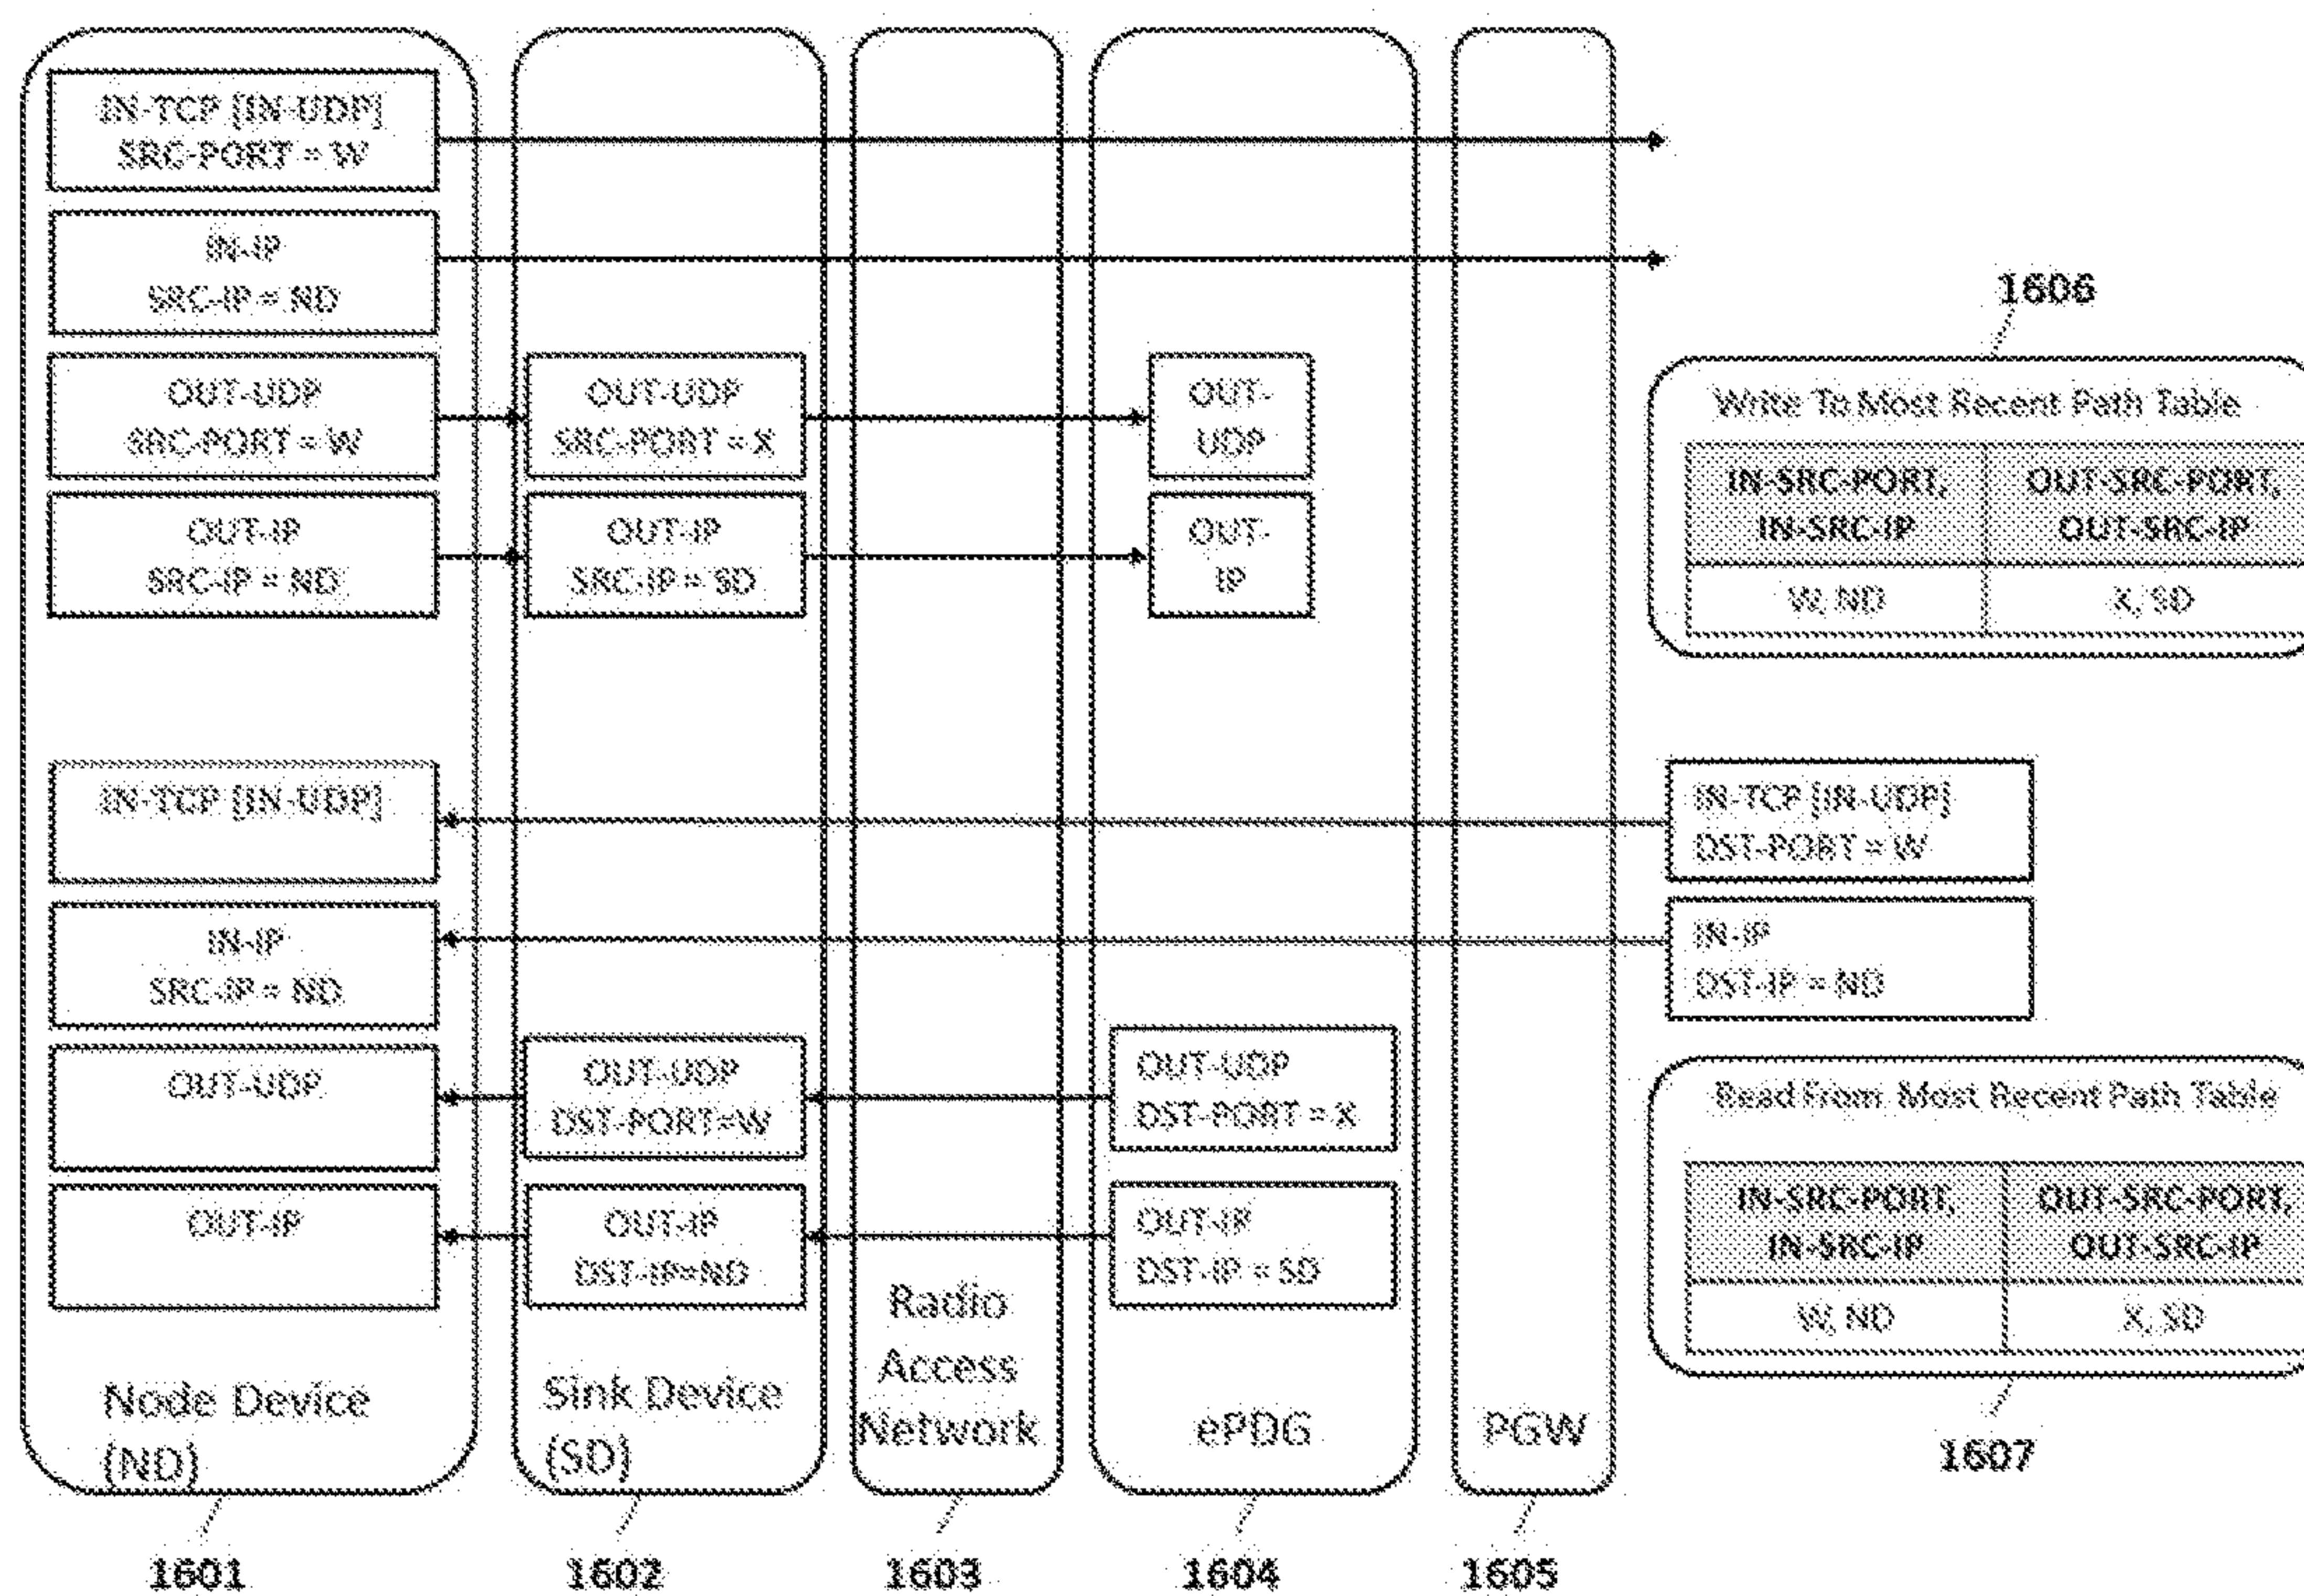 IN-TCP [IN-UDP]
SRC-PORT = W
IN-IP
SRC-IP = ND
OUT-UDP
SRC-PORT = W
OUT-IP
SRC-IP = ND
OUT-UDP
SRC-PORT = X
OUT-IP
SRC-IP = SD
OUT-
UDP
OUT-
IP
1606
Write To Most Recent Path Table
IN-SRC-PORT,
IN-SRC-IP
OUT-SRC-PORT,
OUT-SRC-IP
W, ND
X, SD
IN-TCP [IN-UDP]
IN-IP
SRC-IP = ND
OUT-UDP
OUT-IP
OUT-UDP
DST-PORT=W
OUT-IP
DST-IP=ND
OUT-UDP
DST-PORT = X
OUT-IP
DST-IP = SD
IN-TCP [IN-UDP]
DST-PORT = W
IN-IP
DST-IP = ND
Read From Most Recent Path Table
IN-SRC-PORT,
IN-SRC-IP
OUT-SRC-PORT,
OUT-SRC-IP
W, ND
X, SD
Node Device
(ND)
Sink Device
(SD)
Radio
Access
Network
ePDG
PGW
1607
1601
1602
1603
1604
1605